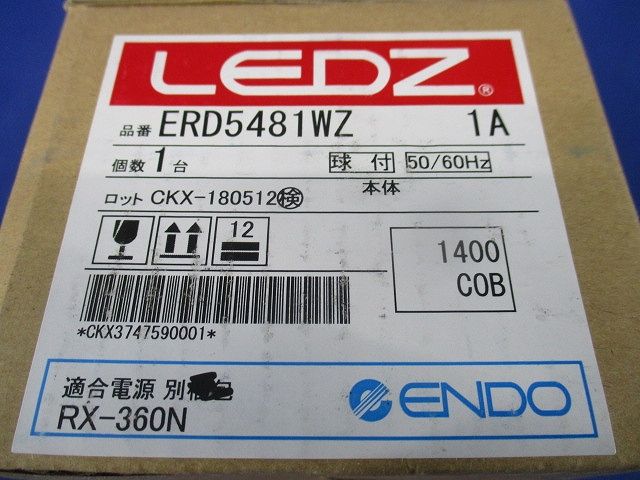 LEDZ®
品番 ERD5481WZ 1A
個数 1 台 球付 50/60Hz
本体
ロット CKX-180512 検
12
1400
COB
*CKX3747590001*
適合電源 別
RX-360N
ENDO